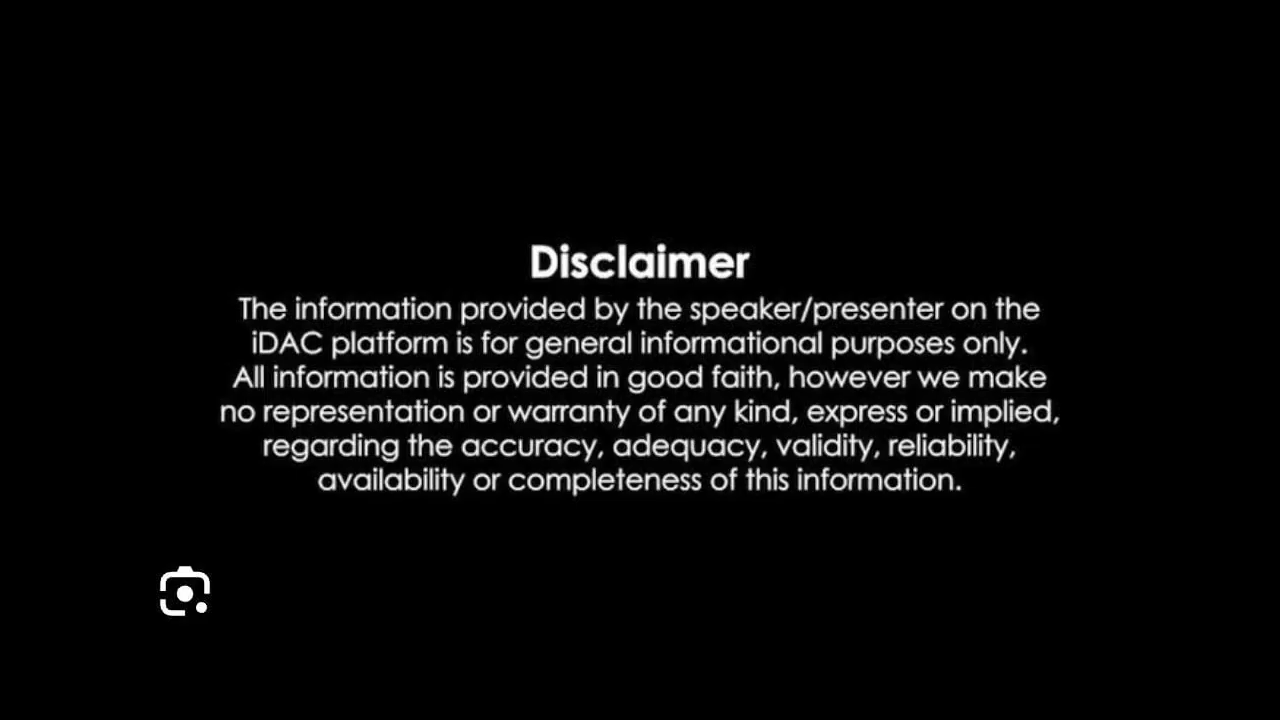 Disclaimer
The information provided by the speaker/presenter on the
iDAC platform is for general informational purposes only.
All information is provided in good faith, however we make
no representation or warranty of any kind, express or implied,
regarding the accuracy, adequacy, validity, reliability,
availability or completeness of this information.